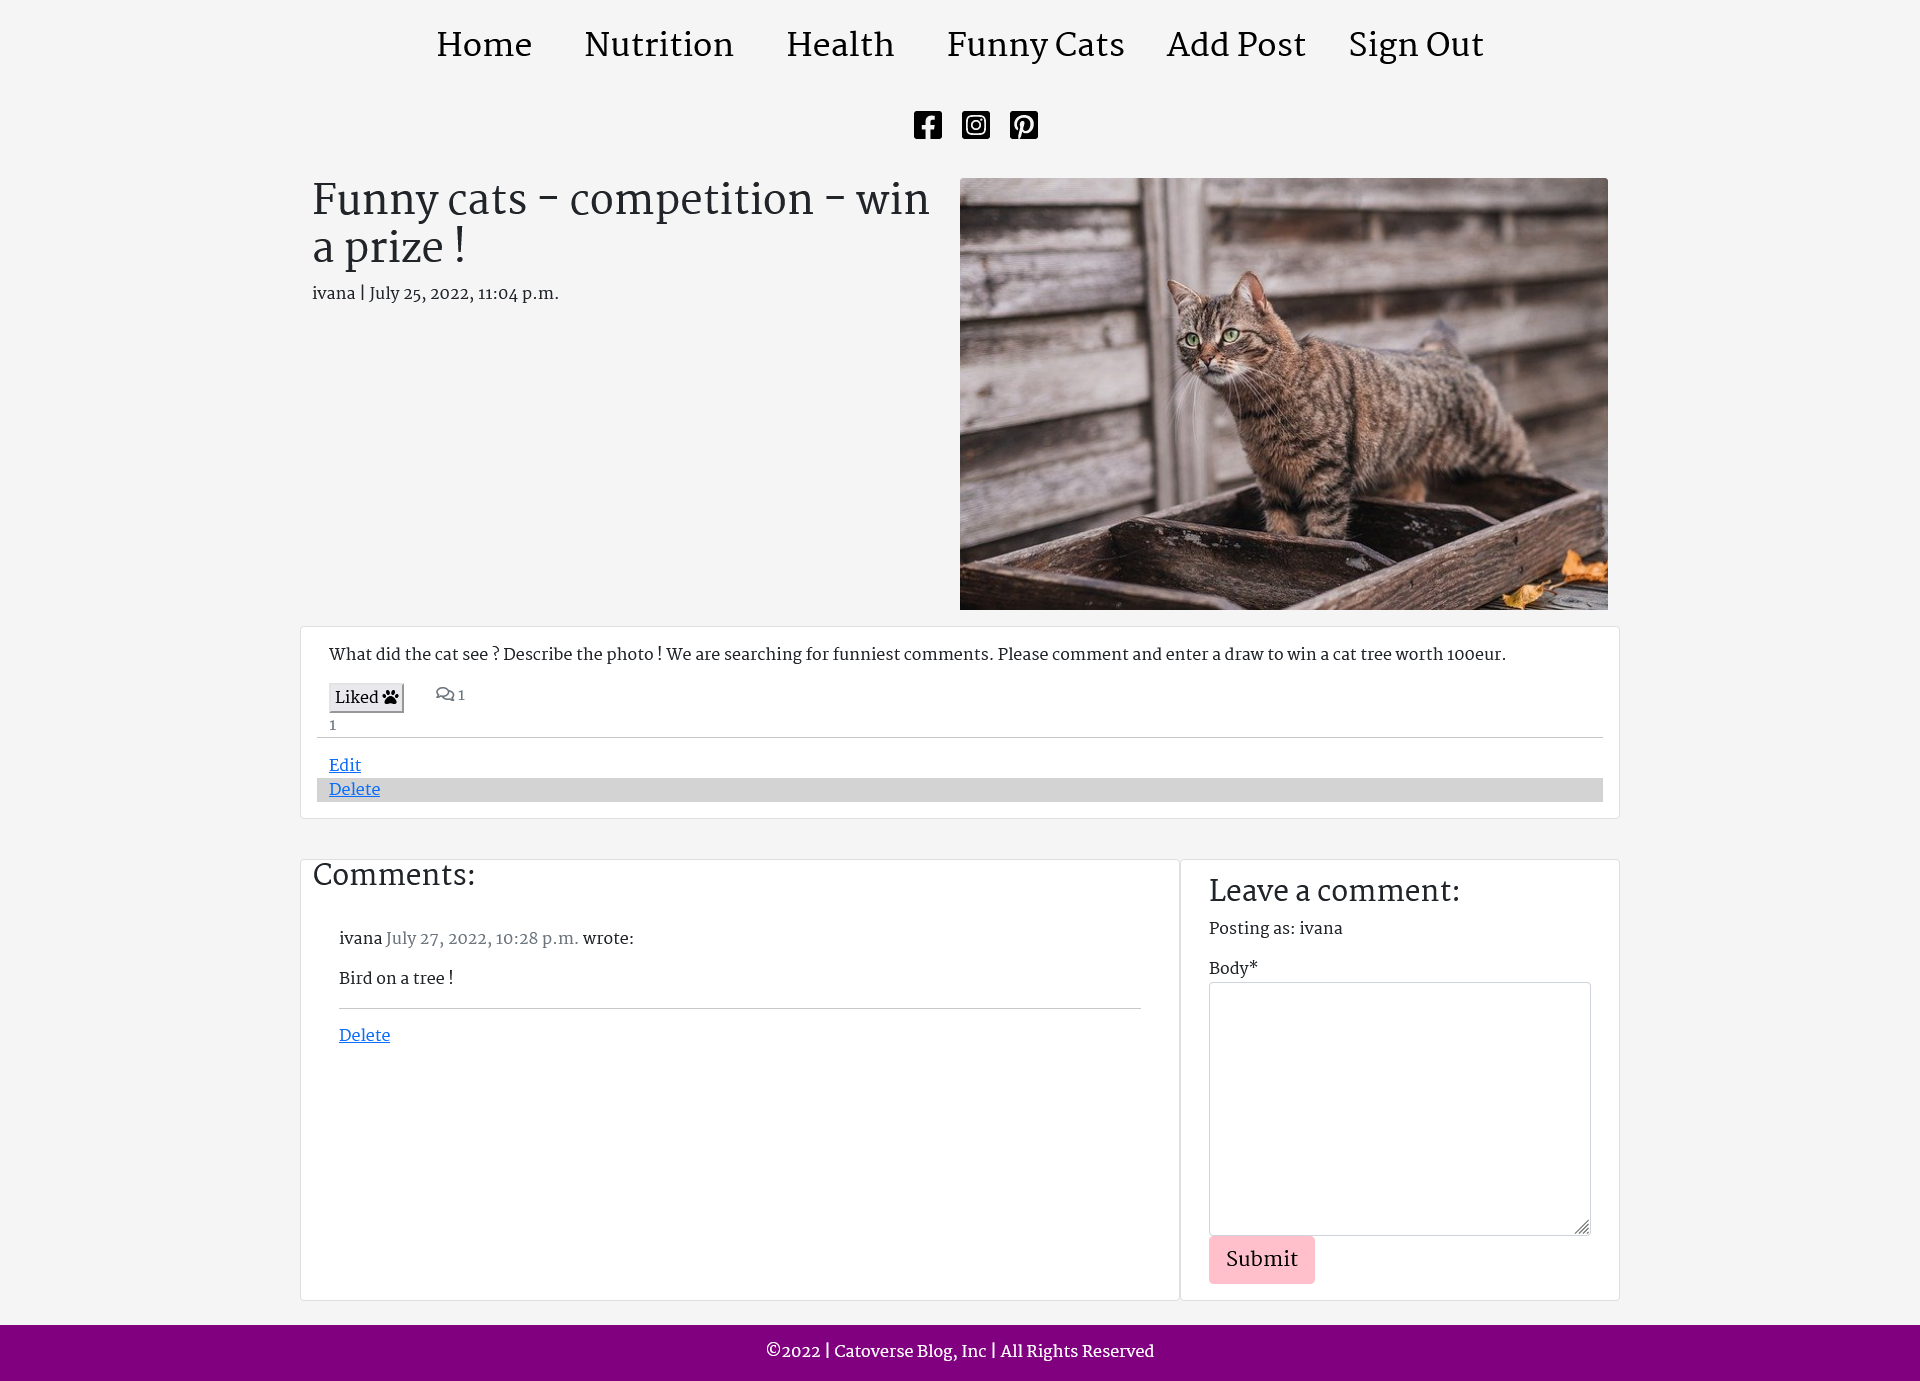 Home Nutrition Health Funny Cats Add Post Sign Out
Funny cats - competition - win
a prize !
ivana | July 25, 2022, 11:04 p.m.
What did the cat see ? Describe the photo ! We are searching for funniest comments. Please comment and enter a draw to win a cat tree worth 100eur.
Liked 1
1
Edit
Delete
Comments:
ivana July 27, 2022, 10:28 p.m. wrote:
Bird on a tree !
Delete
Leave a comment:
Posting as: ivana
Body*
Submit
©2022 | Catoverse Blog, Inc | All Rights Reserved